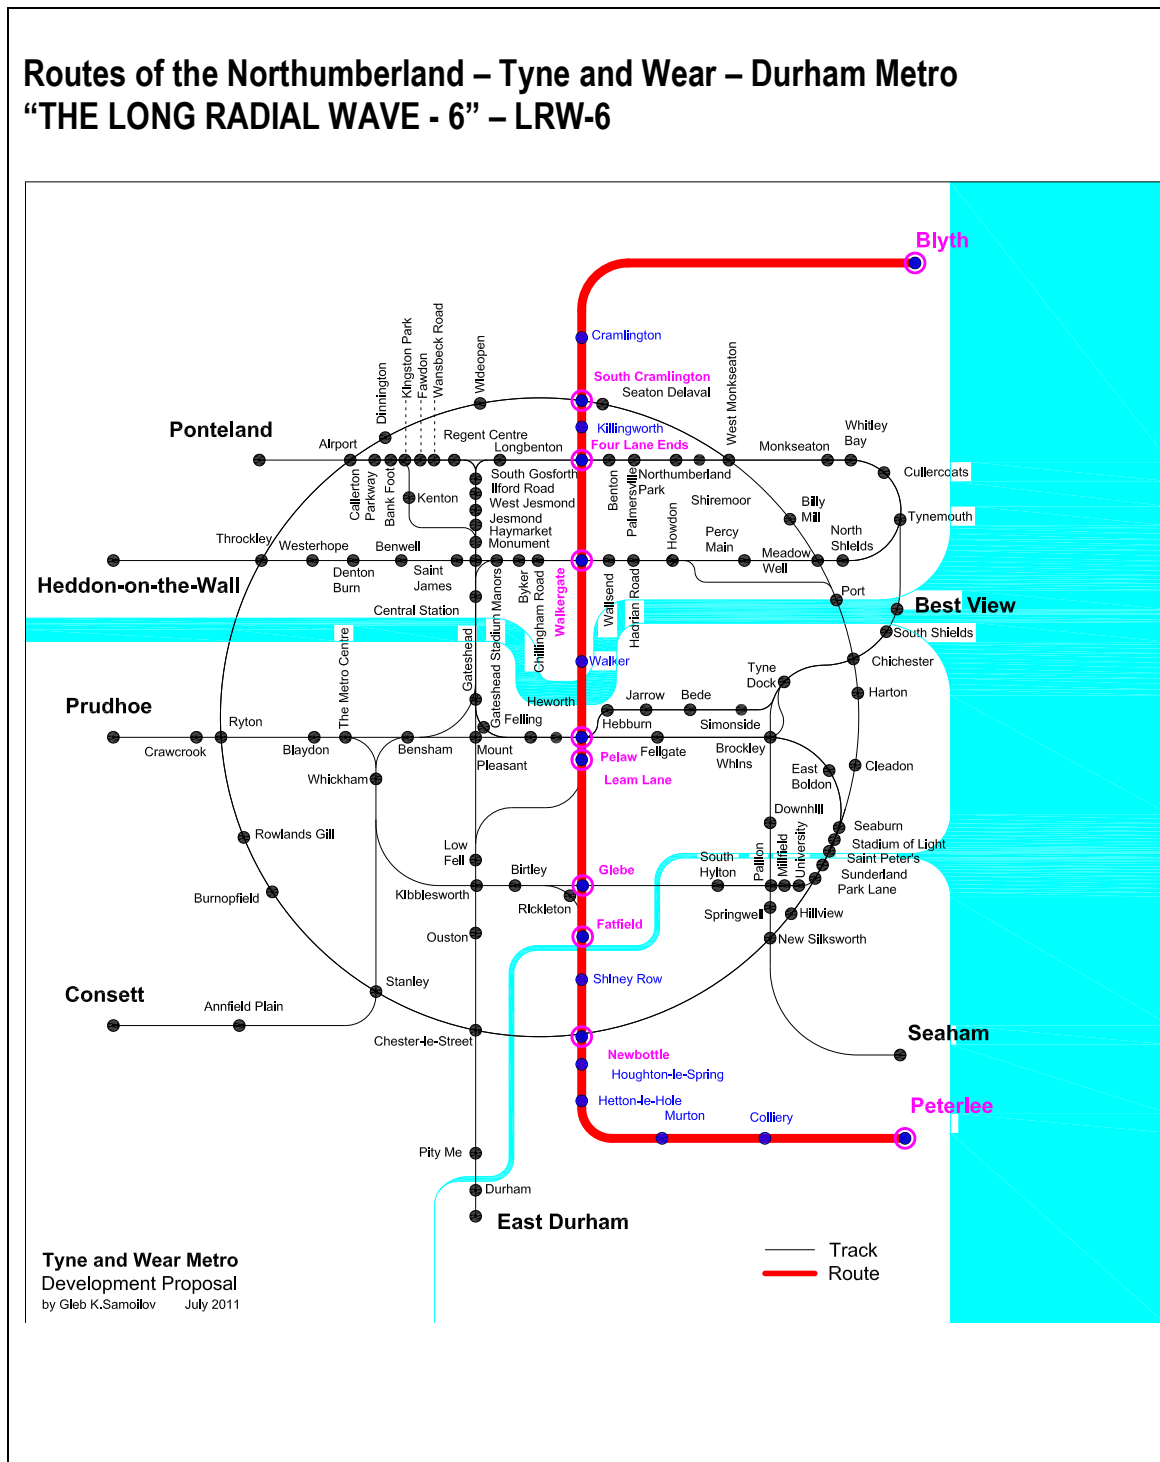 Routes of the Northumberland – Tyne and Wear – Durham Metro
“THE LONG RADIAL WAVE - 6” – LRW-6
Blyth
Cramlington
South Cramlington
Seaton Delaval
Killingworth
Four Lane Ends
Wideopen
Dinnington
Kingston Park
Fawdon
Wansbeck Road
Regent Centre
Longbenton
Ponteland
Airport
Callerton
Parkway
Bank Foot
Kenton
South Gosforth
Ilford Road
West Jesmond
Jesmond
Haymarket
Monument
Benton
Palmersville
Northumberland
Park
Shiremoor
West Monkseaton
Monkseaton
Whitley
Bay
Cullercoats
Tynemouth
Billy
Mill
North
Shields
Meadow
Well
Percy
Main
Howdon
Throckley
Westerhope
Denton
Burn
Benwell
Saint
James
Heddon-on-the-Wall
Central Station
Manors
Byker
Chillingham Road
Walkergate
Wallsend
Hadrian Road
Port
Best View
South Shields
Chichester
Harton
Cleadon
Walker
Tyne
Dock
Gateshead
Gateshead Stadium
Heworth
Felling
Hebburn
Jarrow
Bede
Simonside
Prudhoe
Crawcrook
Ryton
Blaydon
The Metro Centre
Bensham
Mount
Pleasant
Pelaw
Leam Lane
Fellgate
Brockley
Whins
East
Boldon
Whickham
Downhill
Seaburn
Stadium of Light
Saint Peter's
Sunderland
Park Lane
Rowlands Gill
Burnopfield
Low
Fell
Kibblesworth
Birtley
Rickleton
Glebe
South
Hylton
Pallion
Millfield
University
Springwell
Hillview
New Silksworth
Fatfield
Ouston
Shiney Row
Stanley
Consett
Annfield Plain
Chester-le-Street
Newbottle
Houghton-le-Spring
Hetton-le-Hole
Murton
Colliery
Seaham
Peterlee
Pity Me
Durham
East Durham
Track
Route
Tyne and Wear Metro
Development Proposal
by Gleb K.Samoilov July 2011